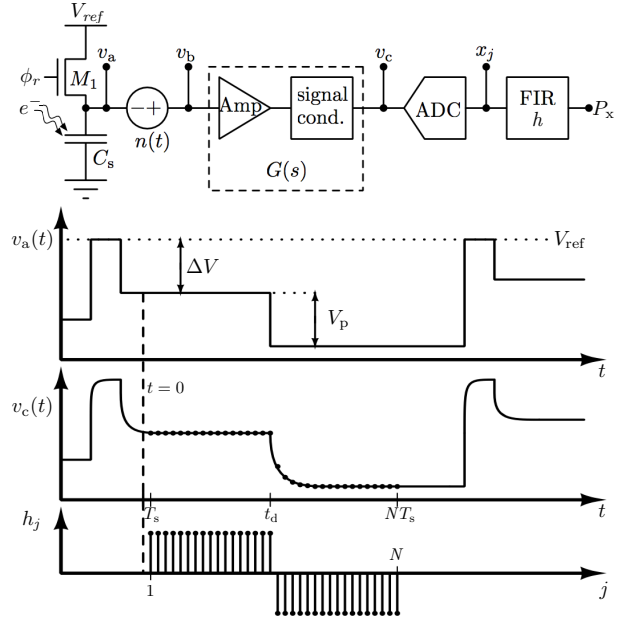 V_ref
ϕ_r
M_1
v_a
v_b
v_c
x_j
e^-
C_s
−+
n(t)
Amp
signal
cond.
G(s)
ADC
FIR
h
P_x
v_a(t)
V_ref
ΔV
V_p
t
t = 0
v_c(t)
T_s
t_d
NT_s
t
h_j
N
1
j